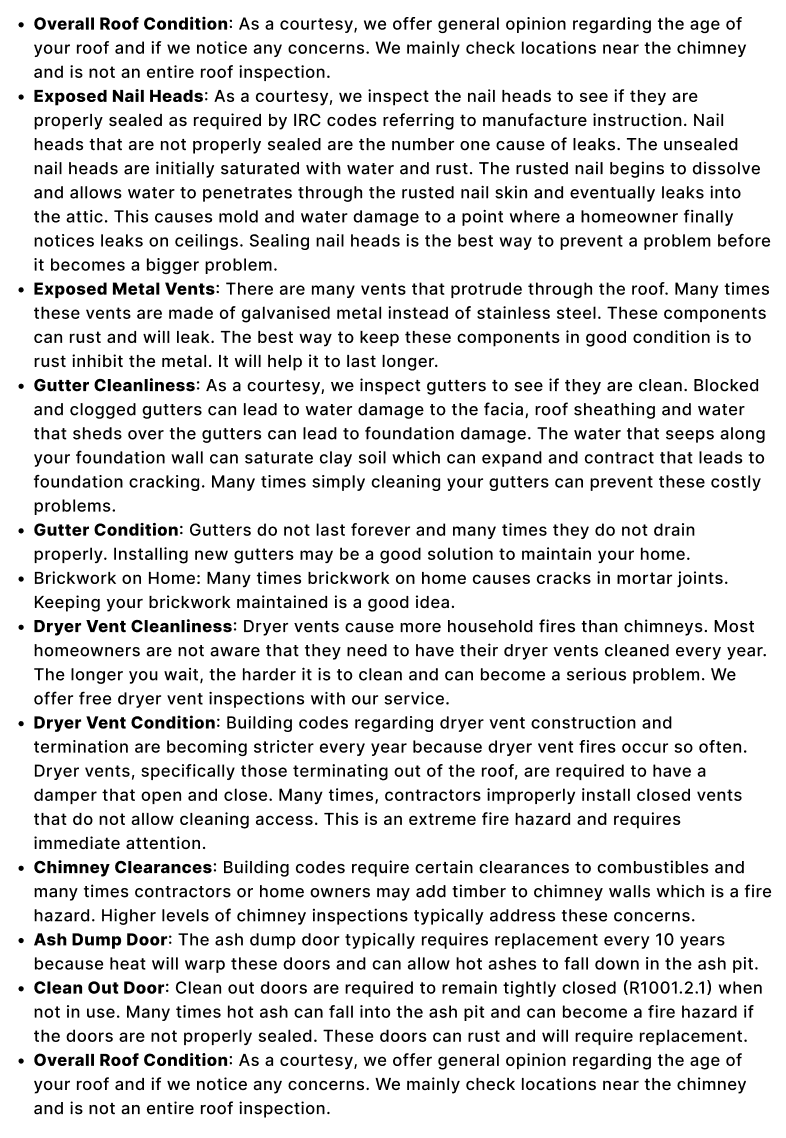 • Overall Roof Condition: As a courtesy, we offer general opinion regarding the age of
your roof and if we notice any concerns. We mainly check locations near the chimney
and is not an entire roof inspection.
• Exposed Nail Heads: As a courtesy, we inspect the nail heads to see if they are
properly sealed as required by IRC codes referring to manufacture instruction. Nail
heads that are not properly sealed are the number one cause of leaks. The unsealed
nail heads are initially saturated with water and rust. The rusted nail begins to dissolve
and allows water to penetrates through the rusted nail skin and eventually leaks into
the attic. This causes mold and water damage to a point where a homeowner finally
notices leaks on ceilings. Sealing nail heads is the best way to prevent a problem before
it becomes a bigger problem.
• Exposed Metal Vents: There are many vents that protrude through the roof. Many times
these vents are made of galvanised metal instead of stainless steel. These components
can rust and will leak. The best way to keep these components in good condition is to
rust inhibit the metal. It will help it to last longer.
• Gutter Cleanliness: As a courtesy, we inspect gutters to see if they are clean. Blocked
and clogged gutters can lead to water damage to the facia, roof sheathing and water
that sheds over the gutters can lead to foundation damage. The water that seeps along
your foundation wall can saturate clay soil which can expand and contract that leads to
foundation cracking. Many times simply cleaning your gutters can prevent these costly
problems.
• Gutter Condition: Gutters do not last forever and many times they do not drain
properly. Installing new gutters may be a good solution to maintain your home.
• Brickwork on Home: Many times brickwork on home causes cracks in mortar joints.
Keeping your brickwork maintained is a good idea.
• Dryer Vent Cleanliness: Dryer vents cause more household fires than chimneys. Most
homeowners are not aware that they need to have their dryer vents cleaned every year.
The longer you wait, the harder it is to clean and can become a serious problem. We
offer free dryer vent inspections with our service.
• Dryer Vent Condition: Building codes regarding dryer vent construction and
termination are becoming stricter every year because dryer vent fires occur so often.
Dryer vents, specifically those terminating out of the roof, are required to have a
damper that open and close. Many times, contractors improperly install closed vents
that do not allow cleaning access. This is an extreme fire hazard and requires
immediate attention.
• Chimney Clearances: Building codes require certain clearances to combustibles and
many times contractors or home owners may add timber to chimney walls which is a fire
hazard. Higher levels of chimney inspections typically address these concerns.
• Ash Dump Door: The ash dump door typically requires replacement every 10 years
because heat will warp these doors and can allow hot ashes to fall down in the ash pit.
• Clean Out Door: Clean out doors are required to remain tightly closed (R1001.2.1) when
not in use. Many times hot ash can fall into the ash pit and can become a fire hazard if
the doors are not properly sealed. These doors can rust and will require replacement.
• Overall Roof Condition: As a courtesy, we offer general opinion regarding the age of
your roof and if we notice any concerns. We mainly check locations near the chimney
and is not an entire roof inspection.